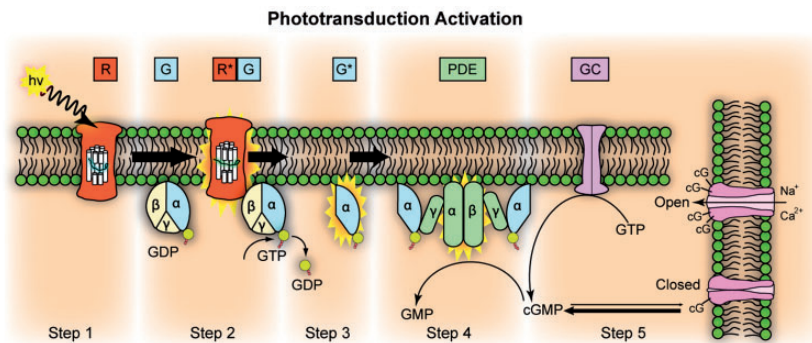 Phototransduction Activation
hv
R
G
R* G
G*
PDE
GC
β α
γ
GDP
β α
γ
GTP
GDP
α
α γ α β γ α
GTP
GMP
cGMP
cG
cG
Na⁺
Open
Ca²⁺
cG
cG
Closed
cG
Step 1
Step 2
Step 3
Step 4
Step 5